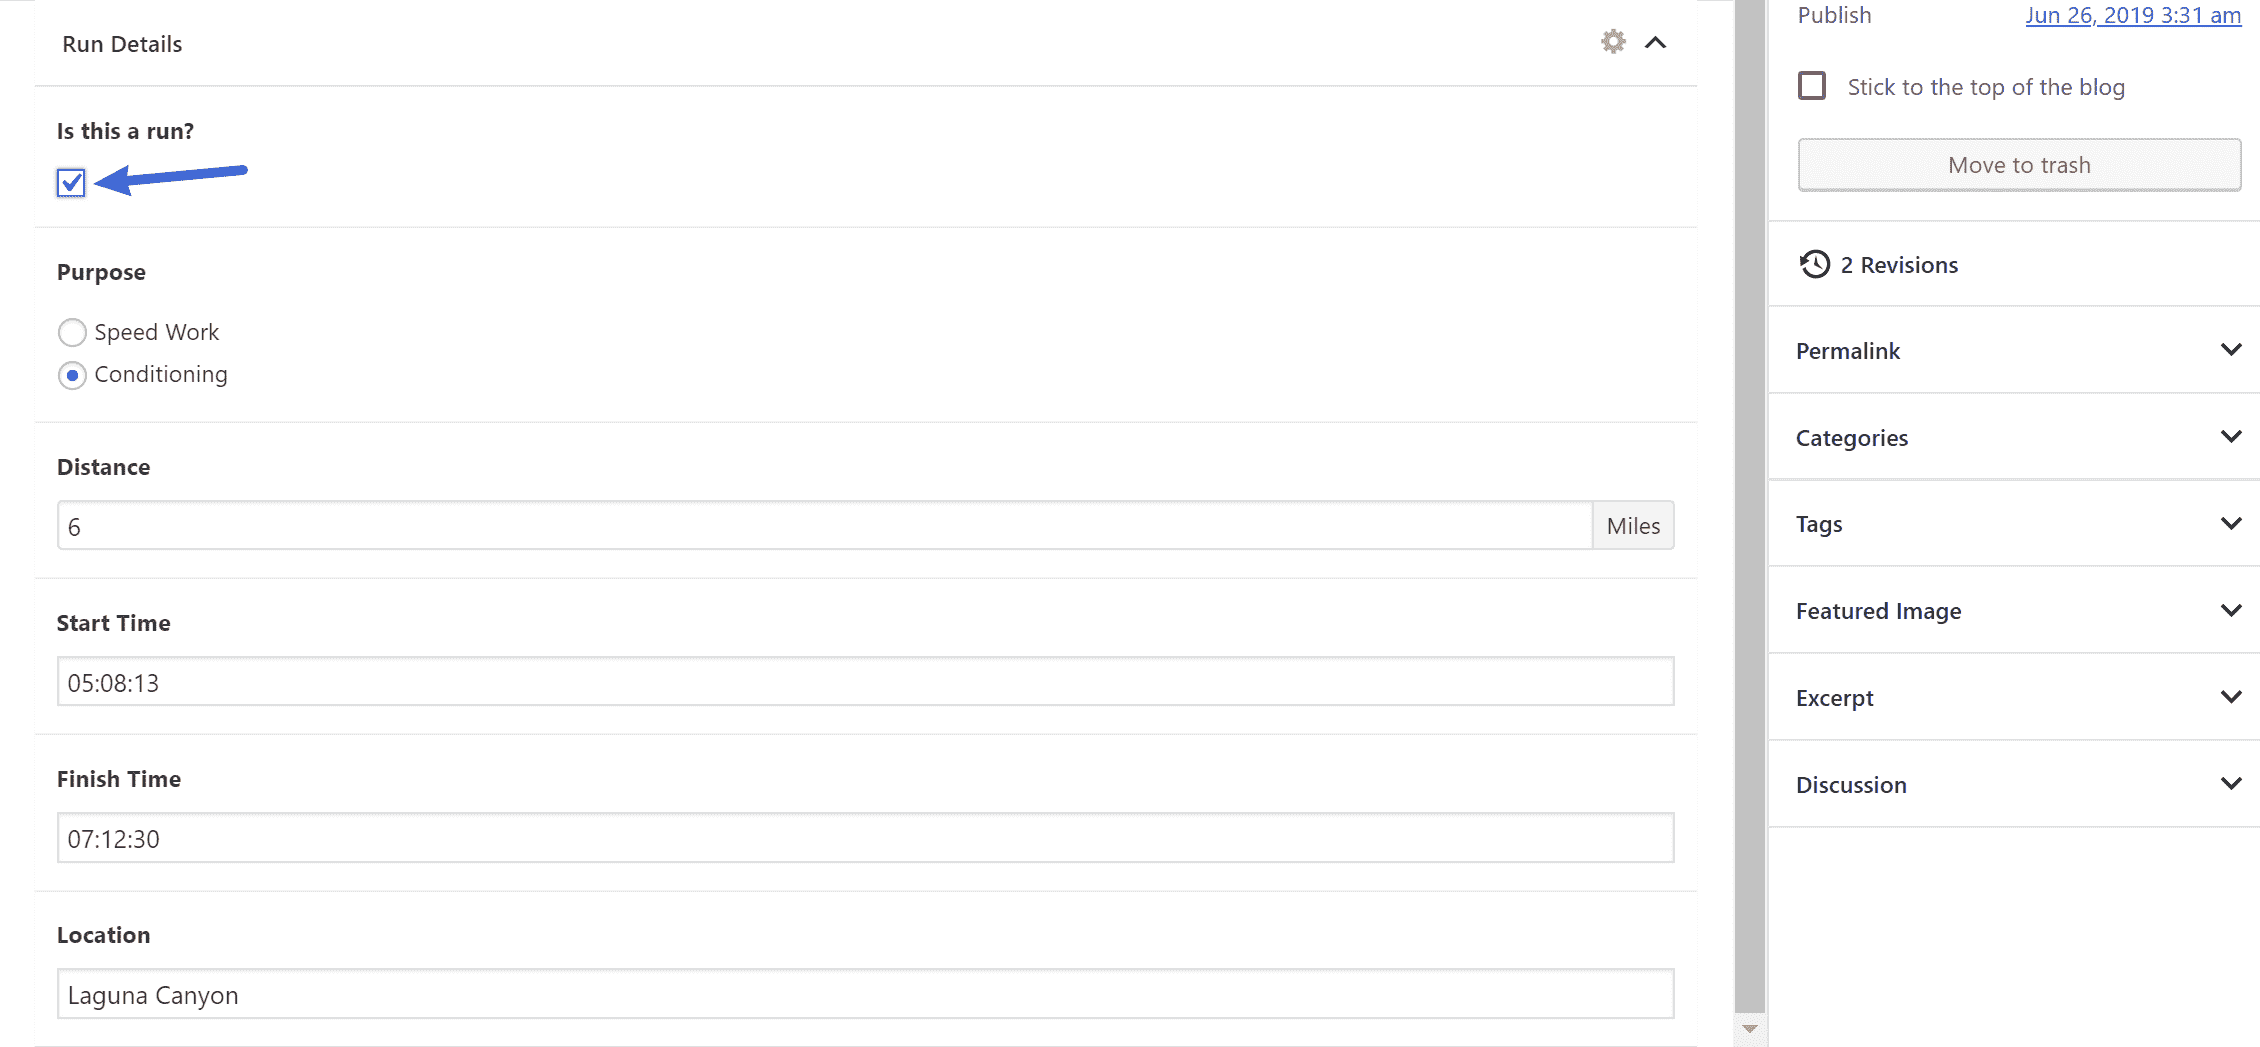 Run Details
Is this a run?
Purpose
Speed Work
Conditioning
Distance
6
Miles
Start Time
05:08:13
Finish Time
07:12:30
Location
Laguna Canyon
Publish
Jun 26, 2019 3:31 am
Stick to the top of the blog
Move to trash
2 Revisions
Permalink
Categories
Tags
Featured Image
Excerpt
Discussion